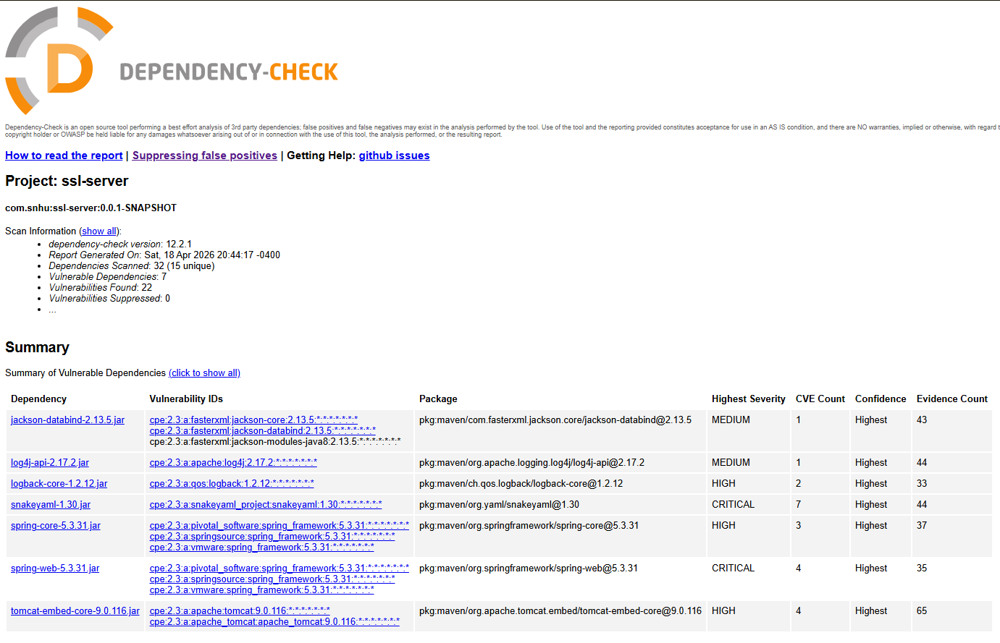 DEPENDENCY-CHECK
Dependency-Check is an open source tool performing a best effort analysis of 3rd party dependencies; false positives and false negatives may exist in the analysis performed by the tool. Use of the tool and the reporting provided constitutes acceptance for use in an AS IS condition, and there are NO warranties, implied or otherwise, with regard t
copyright holder or OWASP be held liable for any damages whatsoever arising out of or in connection with the use of this tool, the analysis performed, or the resulting report.
How to read the report | Suppressing false positives | Getting Help: github issues
Project: ssl-server
com.snhu:ssl-server:0.0.1-SNAPSHOT
Scan Information (show all):
• dependency-check version: 12.2.1
• Report Generated On: Sat, 18 Apr 2026 20:44:17 -0400
• Dependencies Scanned: 32 (15 unique)
• Vulnerable Dependencies: 7
• Vulnerabilities Found: 22
• Vulnerabilities Suppressed: 0
• ...
Summary
Summary of Vulnerable Dependencies (click to show all)
Dependency Vulnerability IDs Package Highest Severity CVE Count Confidence Evidence Count
jackson-databind-2.13.5.jar cpe:2.3:a:fasterxml:jackson-core:2.13.5:*:*:*:*:*:*:* pkg:maven/com.fasterxml.jackson.core/jackson-databind@2.13.5 MEDIUM 1 Highest 43
cpe:2.3:a:fasterxml:jackson-databind:2.13.5:*:*:*:*:*:*:*
cpe:2.3:a:fasterxml:jackson-modules-java8:2.13.5:*:*:*:*:*:*:*
log4j-api-2.17.2.jar cpe:2.3:a:apache:log4j:2.17.2:*:*:*:*:*:*:* pkg:maven/org.apache.logging.log4j/log4j-api@2.17.2 MEDIUM 1 Highest 44
logback-core-1.2.12.jar cpe:2.3:a:qos:logback:1.2.12:*:*:*:*:*:*:* pkg:maven/ch.qos.logback/logback-core@1.2.12 HIGH 2 Highest 33
snakeyaml-1.30.jar cpe:2.3:a:snakeyaml_project:snakeyaml:1.30:*:*:*:*:*:*:* pkg:maven/org.yaml/snakeyaml@1.30 CRITICAL 7 Highest 44
spring-core-5.3.31.jar cpe:2.3:a:pivotal_software:spring_framework:5.3.31:*:*:*:*:*:*:* pkg:maven/org.springframework/spring-core@5.3.31 HIGH 3 Highest 37
cpe:2.3:a:springsource:spring_framework:5.3.31:*:*:*:*:*:*:*
cpe:2.3:a:vmware:spring_framework:5.3.31:*:*:*:*:*:*:*
spring-web-5.3.31.jar cpe:2.3:a:pivotal_software:spring_framework:5.3.31:*:*:*:*:*:*:* pkg:maven/org.springframework/spring-web@5.3.31 CRITICAL 4 Highest 35
cpe:2.3:a:springsource:spring_framework:5.3.31:*:*:*:*:*:*:*
cpe:2.3:a:vmware:spring_framework:5.3.31:*:*:*:*:*:*:*
tomcat-embed-core-9.0.116.jar cpe:2.3:a:apache:tomcat:9.0.116:*:*:*:*:*:*:* pkg:maven/org.apache.tomcat.embed/tomcat-embed-core@9.0.116 HIGH 4 Highest 65
cpe:2.3:a:apache_tomcat:apache_tomcat:9.0.116:*:*:*:*:*:*:*